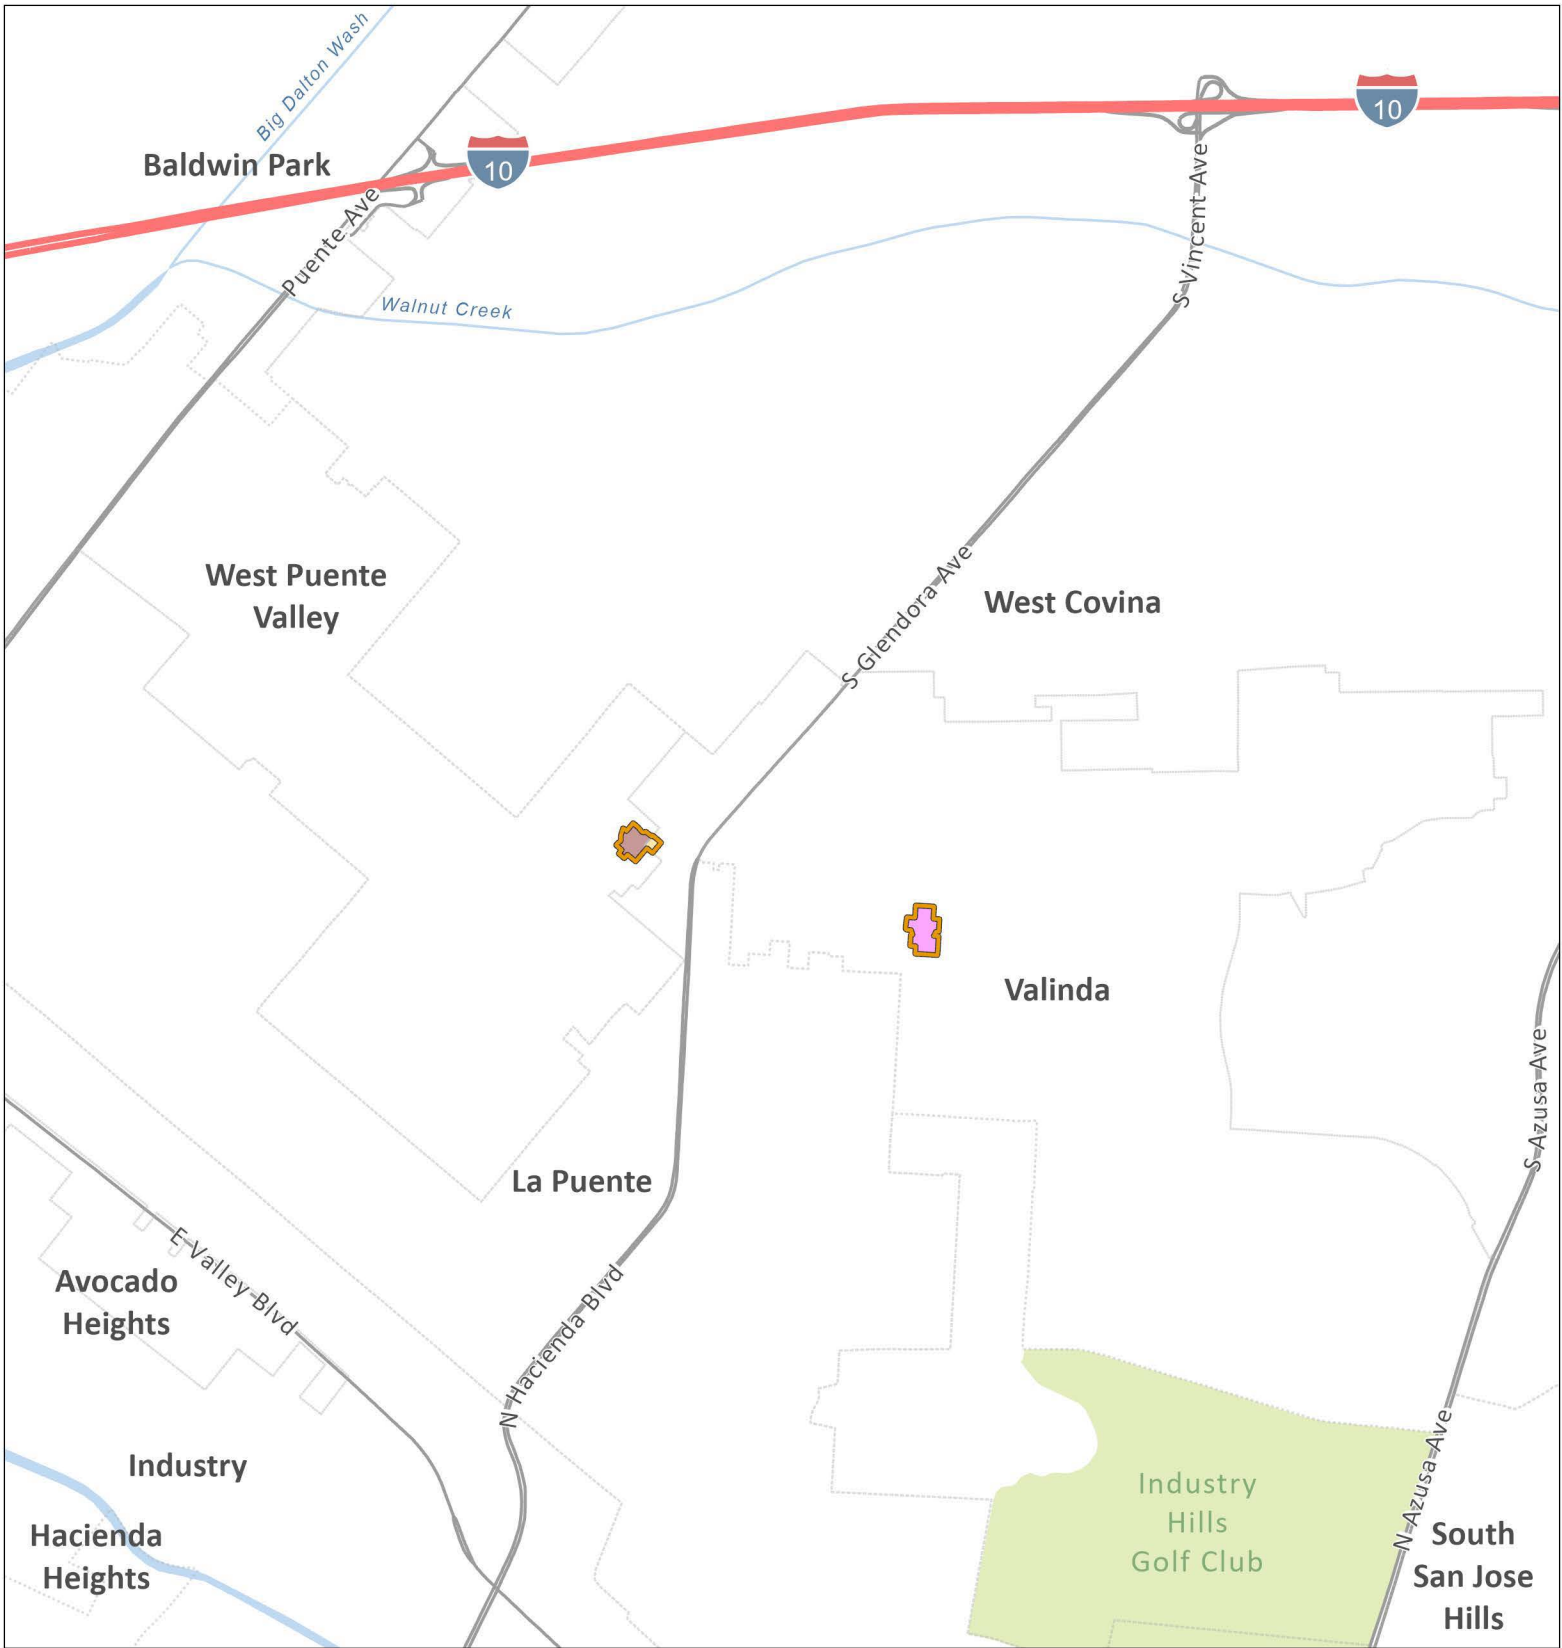 Big Dalton Wash
10
10
Baldwin Park
Puente Ave
S Vincent Ave
Walnut Creek
West Puente
Valley
S Glendora Ave
West Covina
Valinda
S Azusa Ave
La Puente
E Valley Blvd
Avocado
Heights
N Hacienda Blvd
Industry
Industry
Hills
Golf Club
N Azusa Ave
Hacienda
Heights
South
San Jose
Hills